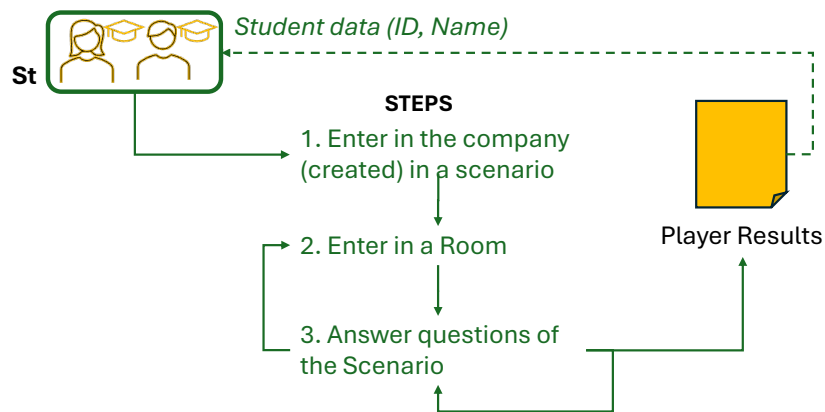 Student data (ID, Name)
St
STEPS
1. Enter in the company
(created) in a scenario
2. Enter in a Room
Player Results
3. Answer questions of
the Scenario